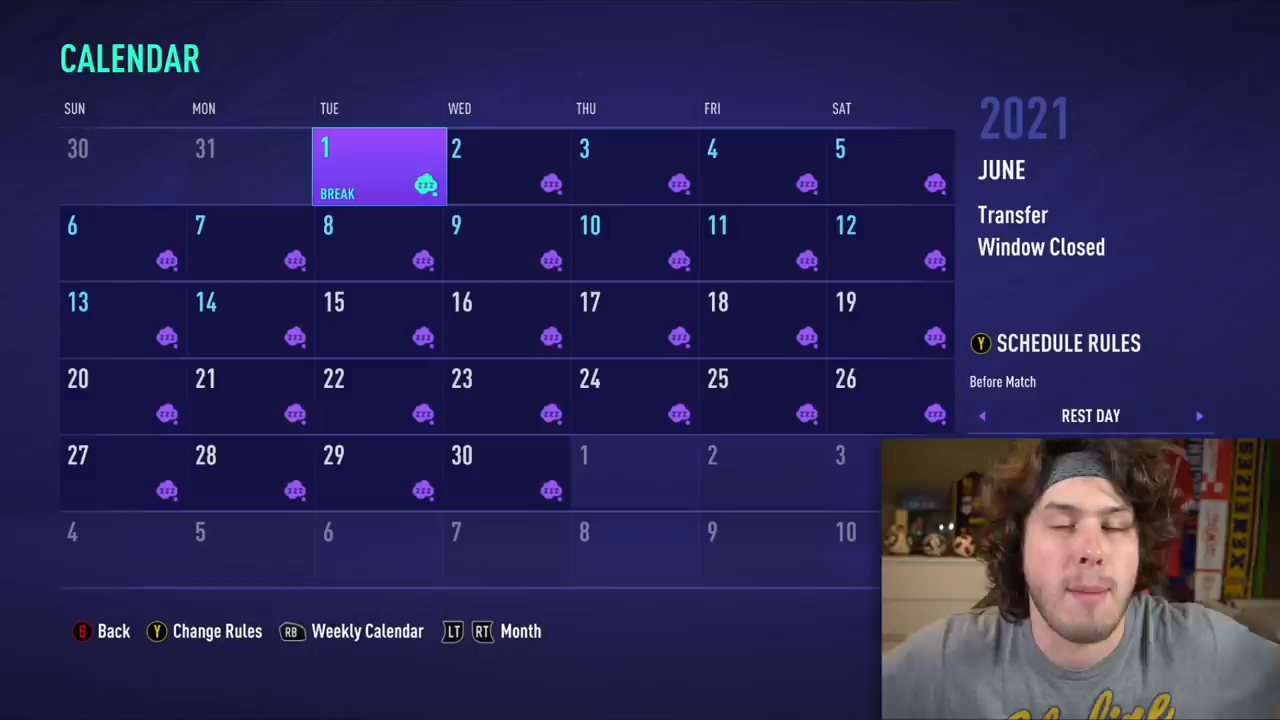 CALENDAR
SUN MON TUE WED THU FRI SAT
30 31 1 2 3 4 5
BREAK
6 7 8 9 10 11 12
13 14 15 16 17 18 19
20 21 22 23 24 25 26
27 28 29 30 1 2 3
4 5 6 7 8 9 10
2021
JUNE
Transfer
Window Closed
Y SCHEDULE RULES
Before Match
REST DAY
B Back Y Change Rules RB Weekly Calendar LT RT Month
XENEIZES